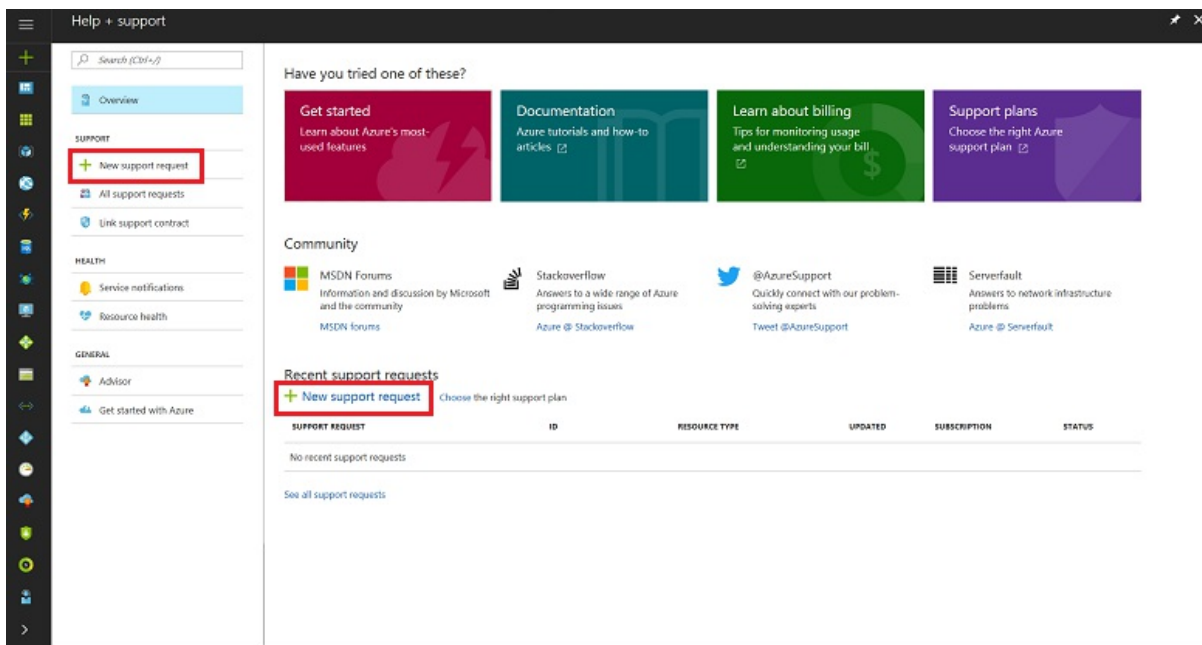 Help + support
Search (Ctrl+/)
Overview
SUPPORT
New support request
All support requests
Link support contract
HEALTH
Service notifications
Resource health
GENERAL
Advisor
Get started with Azure
Have you tried one of these?
Get started
Learn about Azure's most-
used features
Documentation
Azure tutorials and how-to
articles
Learn about billing
Tips for monitoring usage
and understanding your bill
$
Support plans
Choose the right Azure
support plan
Community
MSDN Forums
Information and discussion by Microsoft
and the community
MSDN forums
Stackoverflow
Answers to a wide range of Azure
programming issues
Azure @ Stackoverflow
@AzureSupport
Quickly connect with our problem-
solving experts
Tweet @AzureSupport
Serverfault
Answers to network infrastructure
problems
Azure @ Serverfault
Recent support requests
New support request Choose the right support plan
SUPPORT REQUEST ID RESOURCE TYPE UPDATED SUBSCRIPTION STATUS
No recent support requests
See all support requests